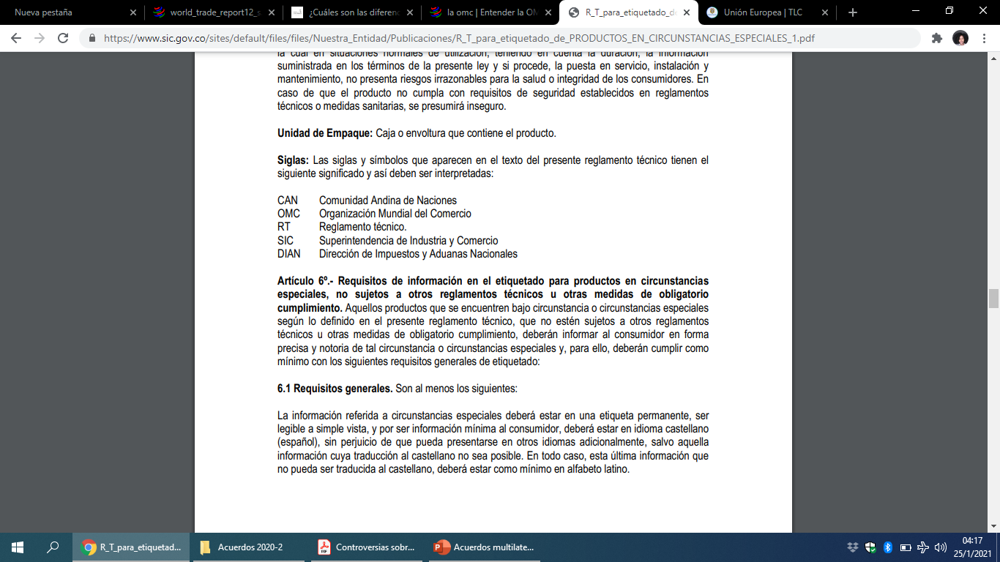 Nueva pestaña
world_trade_report12_s
¿Cuáles son las diferenc
la omc | Entender la OM
R_T_para_etiquetado_d
Unión Europea | TLC
https://www.sic.gov.co/sites/default/files/files/Nuestra_Entidad/Publicaciones/R_T_para_etiquetado_de_PRODUCTOS_EN_CIRCUNSTANCIAS_ESPECIALES_1.pdf
la cual en situaciones normales de utilización, teniendo en cuenta la duración, la información
suministrada en los términos de la presente ley y si procede, la puesta en servicio, instalación y
mantenimiento, no presenta riesgos irrazonables para la salud o integridad de los consumidores. En
caso de que el producto no cumpla con requisitos de seguridad establecidos en reglamentos
técnicos o medidas sanitarias, se presumirá inseguro.
Unidad de Empaque: Caja o envoltura que contiene el producto.
Siglas: Las siglas y símbolos que aparecen en el texto del presente reglamento técnico tienen el
siguiente significado y así deben ser interpretadas:
CAN Comunidad Andina de Naciones
OMC Organización Mundial del Comercio
RT Reglamento técnico.
SIC Superintendencia de Industria y Comercio
DIAN Dirección de Impuestos y Aduanas Nacionales
Artículo 6º.- Requisitos de información en el etiquetado para productos en circunstancias
especiales, no sujetos a otros reglamentos técnicos u otras medidas de obligatorio
cumplimiento. Aquellos productos que se encuentren bajo circunstancia o circunstancias especiales
según lo definido en el presente reglamento técnico, que no estén sujetos a otros reglamentos
técnicos u otras medidas de obligatorio cumplimiento, deberán informar al consumidor en forma
precisa y notoria de tal circunstancia o circunstancias especiales y, para ello, deberán cumplir como
mínimo con los siguientes requisitos generales de etiquetado:
6.1 Requisitos generales. Son al menos los siguientes:
La información referida a circunstancias especiales deberá estar en una etiqueta permanente, ser
legible a simple vista, y por ser información mínima al consumidor, deberá estar en idioma castellano
(español), sin perjuicio de que pueda presentarse en otros idiomas adicionalmente, salvo aquella
información cuya traducción al castellano no sea posible. En todo caso, esta última información que
no pueda ser traducida al castellano, deberá estar como mínimo en alfabeto latino.
R_T_para_etiquetad...
Acuerdos 2020-2
Controversias sobr...
Acuerdos multilate...
04:17
25/1/2021